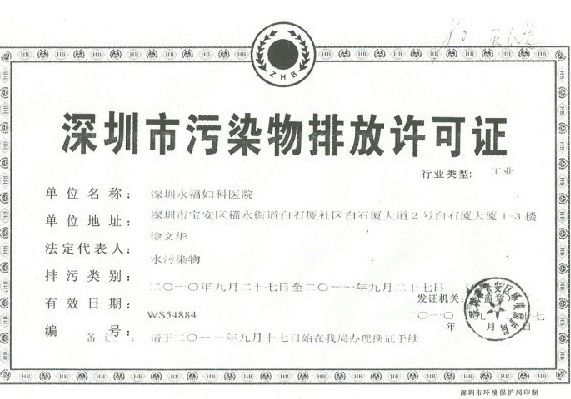 ZHB
深圳市污染物排放许可证
行业类型: 工业
单位名称: 深圳永福妇科医院
单位地址: 深圳市宝安区福永街道白石厦社区白石厦大道2号白石厦大厦1-3楼
法定代表人: 徐文华
排污类别: 水污染物
有效日期: 二〇一〇年九月二十七日至二〇一一年九月二十七日
发证机关
编号: WS54884
年 月 日
请于二〇一一年九月十七日始在我局办理换证手续
深圳市环境保护局印制